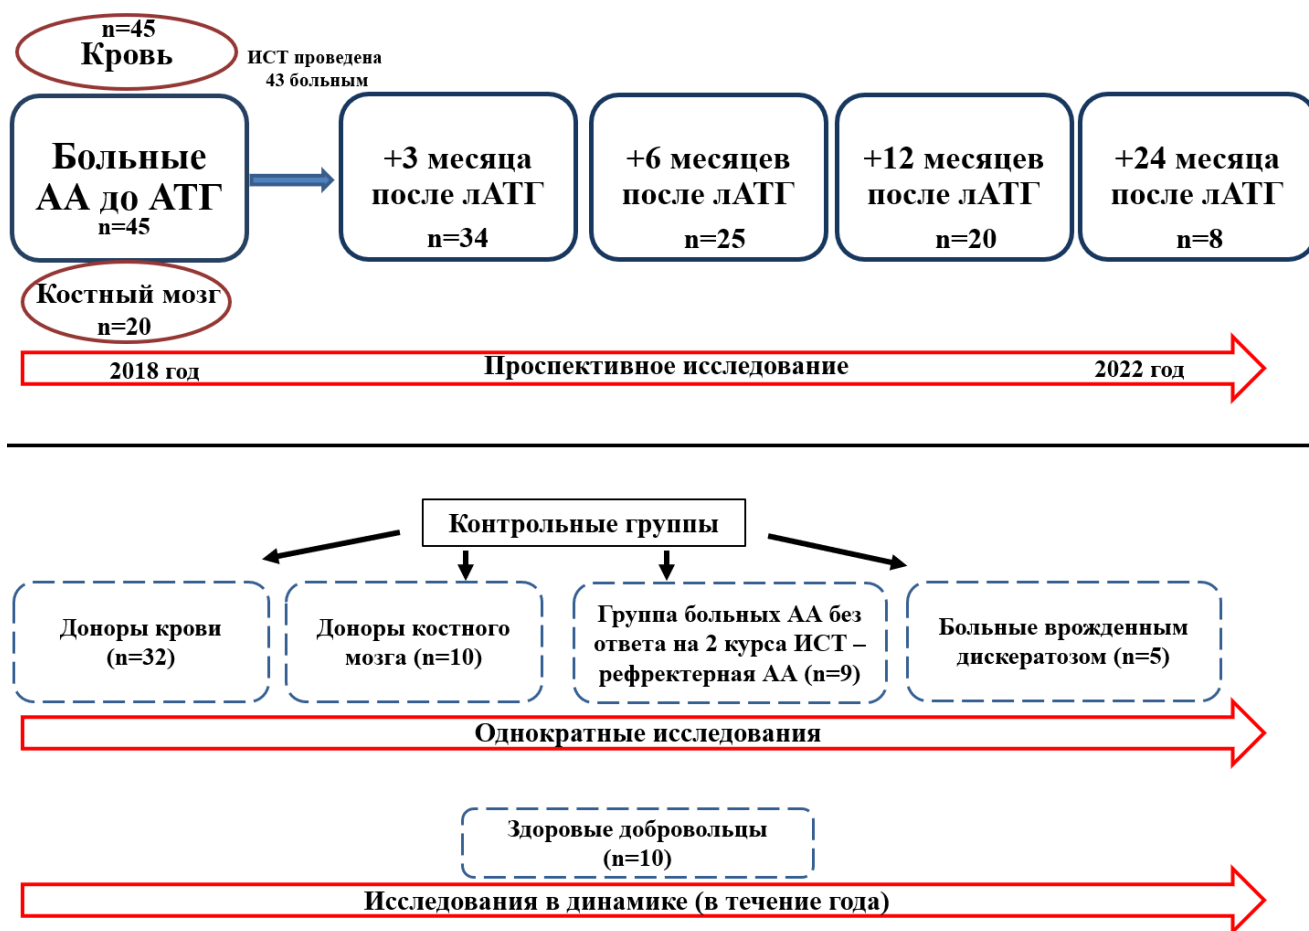 n=45
Кровь
ИСТ проведена
43 больным
Больные
АА до АТГ
n=45
+3 месяца
после лАТГ
n=34
+6 месяцев
после лАТГ
n=25
+12 месяцев
после лАТГ
n=20
+24 месяца
после лАТГ
n=8
Костный мозг
n=20
2018 год
Проспективное исследование
2022 год
Контрольные группы
Доноры крови
(n=32)
Доноры костного
мозга (n=10)
Группа больных АА без
ответа на 2 курса ИСТ –
рефректерная АА (n=9)
Больные врожденным
дискератозом (n=5)
Однократные исследования
Здоровые добровольцы
(n=10)
Исследования в динамике (в течение года)